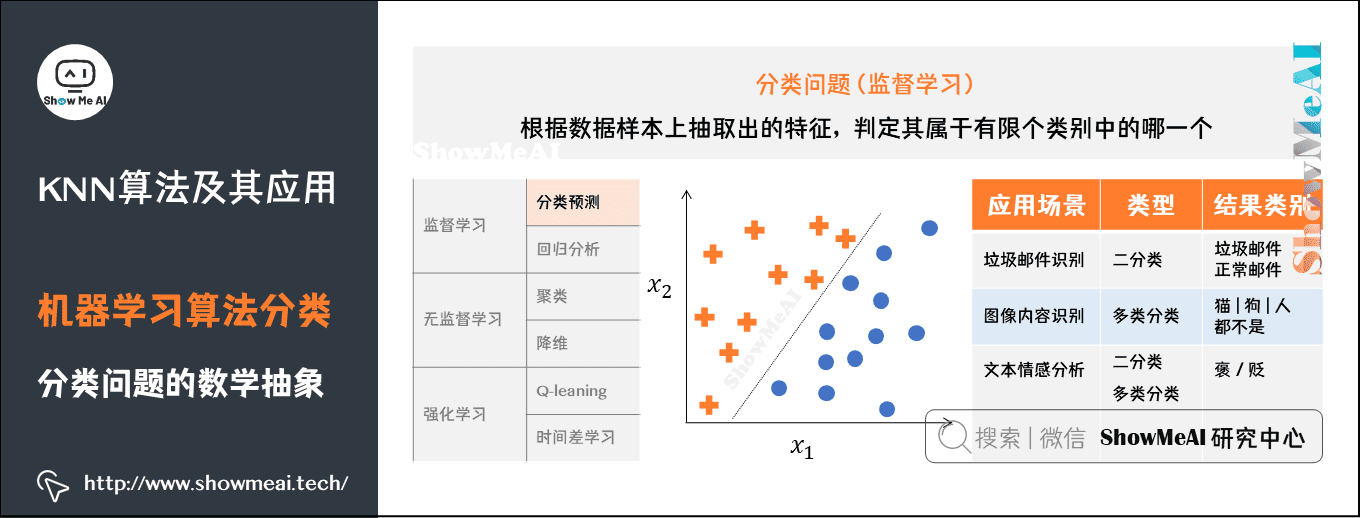 Show Me AI
KNN算法及其应用
机器学习算法分类
分类问题的数学抽象
http://www.showmeai.tech/
分类问题（监督学习）
根据数据样本上抽取出的特征，判定其属于有限个类别中的哪一个
ShowMeAI
ShowMeAI
监督学习
分类预测
回归分析
无监督学习
聚类
降维
强化学习
Q-leaning
时间差学习
x₂
x₁
ShowMeAI
应用场景 类型 结果类别
垃圾邮件识别 二分类 垃圾邮件
正常邮件
图像内容识别 多类分类 猫 | 狗 | 人
都不是
文本情感分析 二分类
多类分类
褒 / 贬
搜索 | 微信 ShowMeAI 研究中心